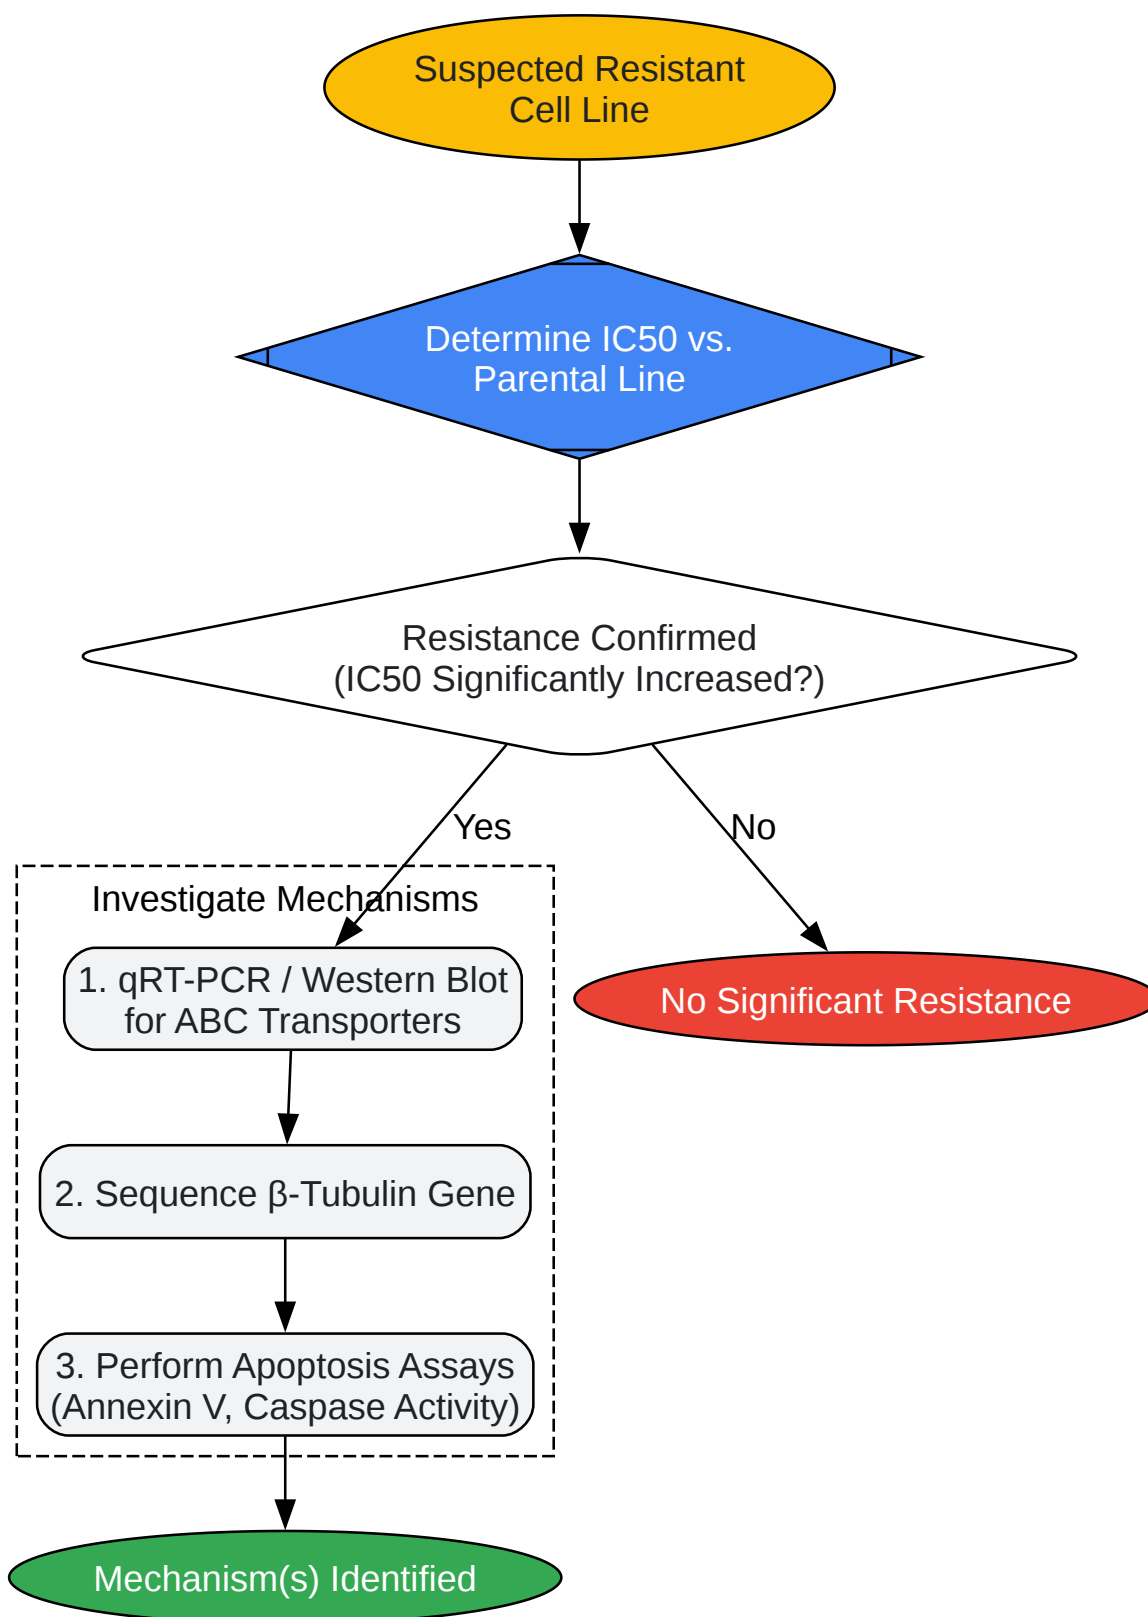 Suspected Resistant
Cell Line
Determine IC50 vs.
Parental Line
Resistance Confirmed
(IC50 Significantly Increased?)
Yes
No
Investigate Mechanisms
1. qRT-PCR / Western Blot
for ABC Transporters
No Significant Resistance
2. Sequence β-Tubulin Gene
3. Perform Apoptosis Assays
(Annexin V, Caspase Activity)
Mechanism(s) Identified